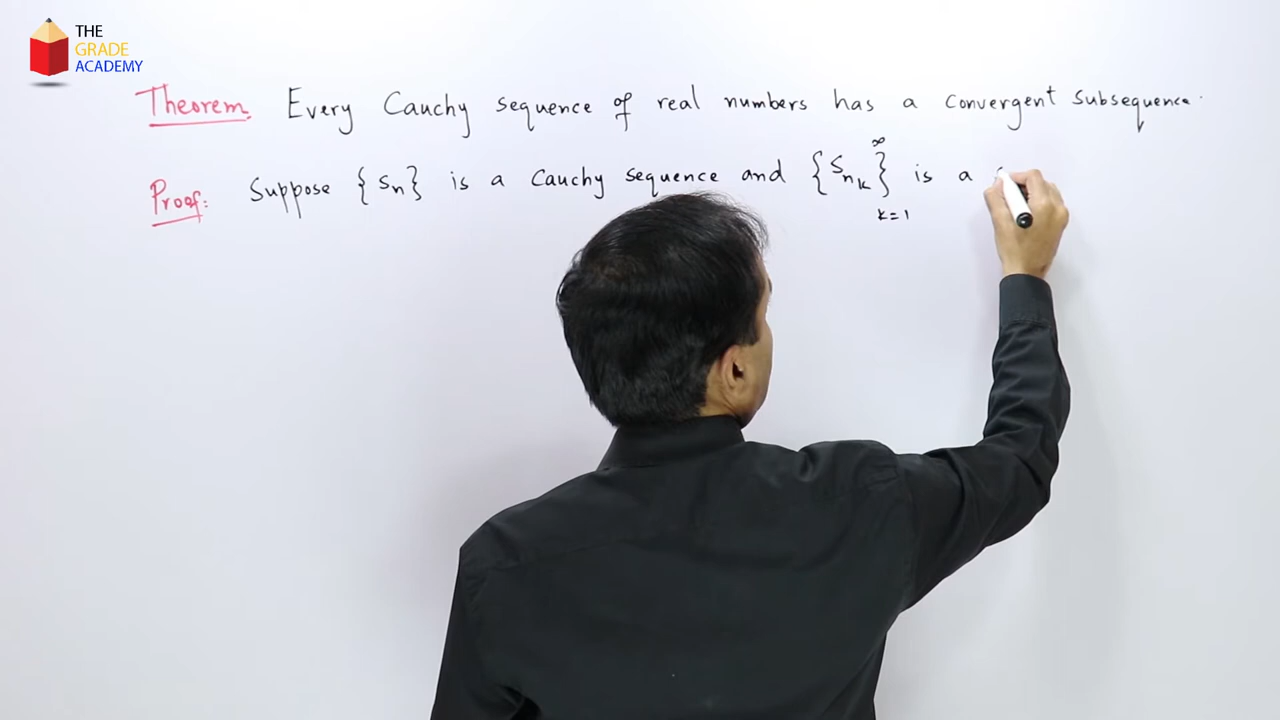 THE
GRADE
ACADEMY
Theorem. Every Cauchy sequence of real numbers has a convergent subsequence.
Proof: Suppose {Sₙ} is a Cauchy sequence and {Sₙₖ}∞ₖ₌₁ is a